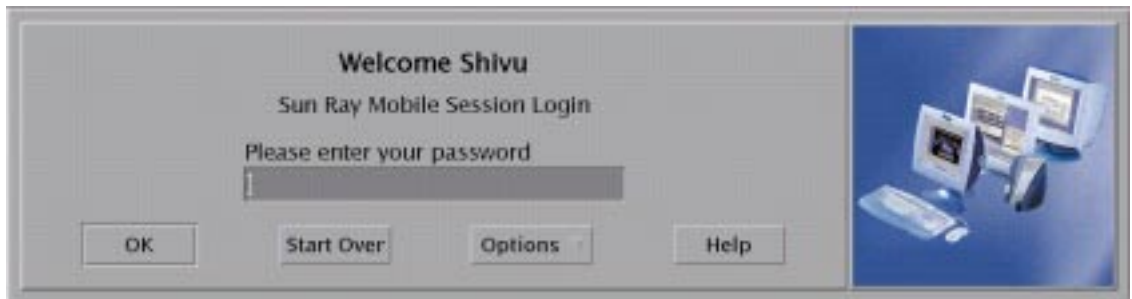 Welcome Shivu
Sun Ray Mobile Session Login
Please enter your password
OK
Start Over
Options
Help